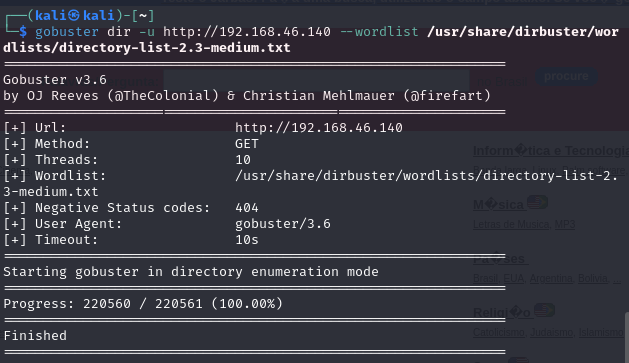 ┌──(kali㉿kali)-[~]
└─$ gobuster dir -u http://192.168.46.140 --wordlist /usr/share/dirbuster/wor
dlists/directory-list-2.3-medium.txt
===============================================================
Gobuster v3.6
by OJ Reeves (@TheColonial) & Christian Mehlmauer (@firefart)
===============================================================
[+] Url:                     http://192.168.46.140
[+] Method:                  GET
[+] Threads:                 10
[+] Wordlist:                /usr/share/dirbuster/wordlists/directory-list-2.
3-medium.txt
[+] Negative Status codes:   404
[+] User Agent:              gobuster/3.6
[+] Timeout:                 10s
===============================================================
Starting gobuster in directory enumeration mode
===============================================================
Progress: 220560 / 220561 (100.00%)
===============================================================
Finished
===============================================================
procure
Inform�tica e Tecnologia
M�sica
Letras de Musica, MP3
Pa�ses
Brasil, EUA, Argentina, Bolivia, ...
Religi�o
Catolicismo, Judaismo, Islamismo